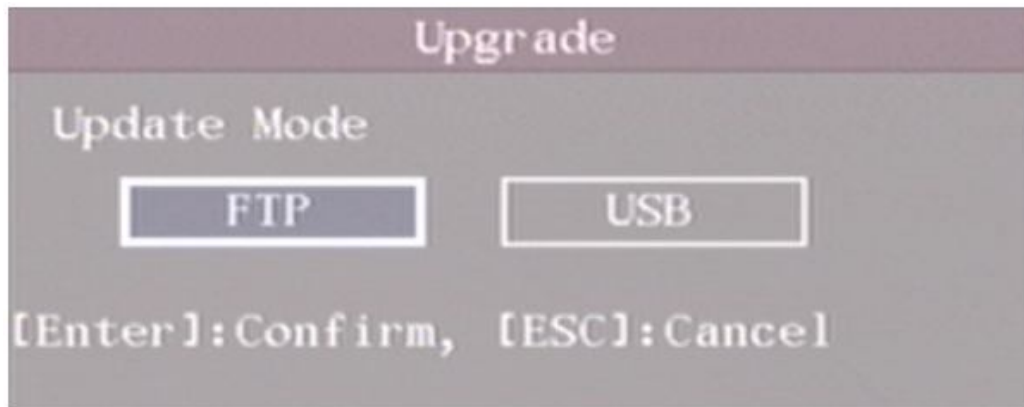 Upgrade
Update Mode
FTP USB
[Enter]:Confirm, [ESC]:Cancel